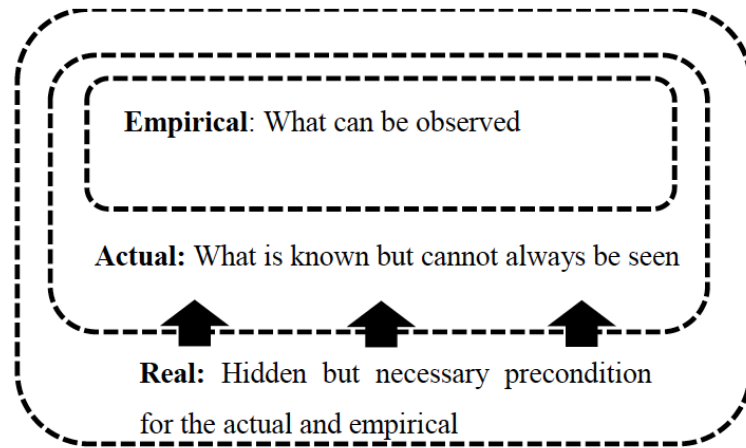 Empirical: What can be observed
Actual: What is known but cannot always be seen
Real: Hidden but necessary precondition
for the actual and empirical